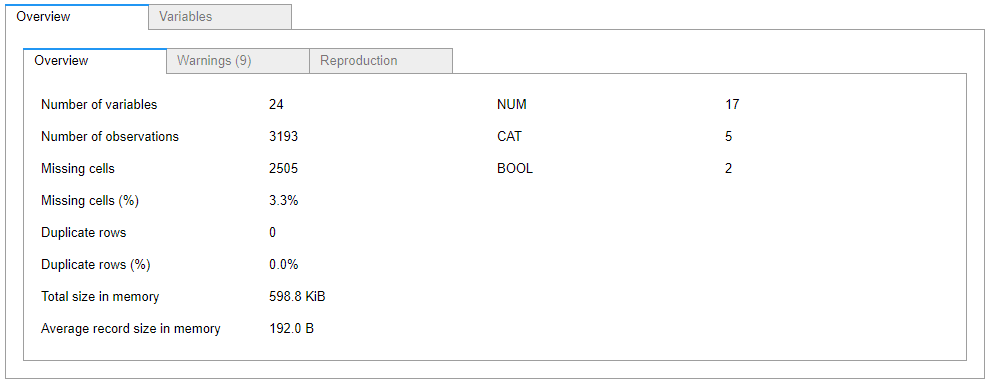 Overview Variables
Overview Warnings (9) Reproduction
Number of variables 24 NUM 17
Number of observations 3193 CAT 5
Missing cells 2505 BOOL 2
Missing cells (%) 3.3%
Duplicate rows 0
Duplicate rows (%) 0.0%
Total size in memory 598.8 KiB
Average record size in memory 192.0 B